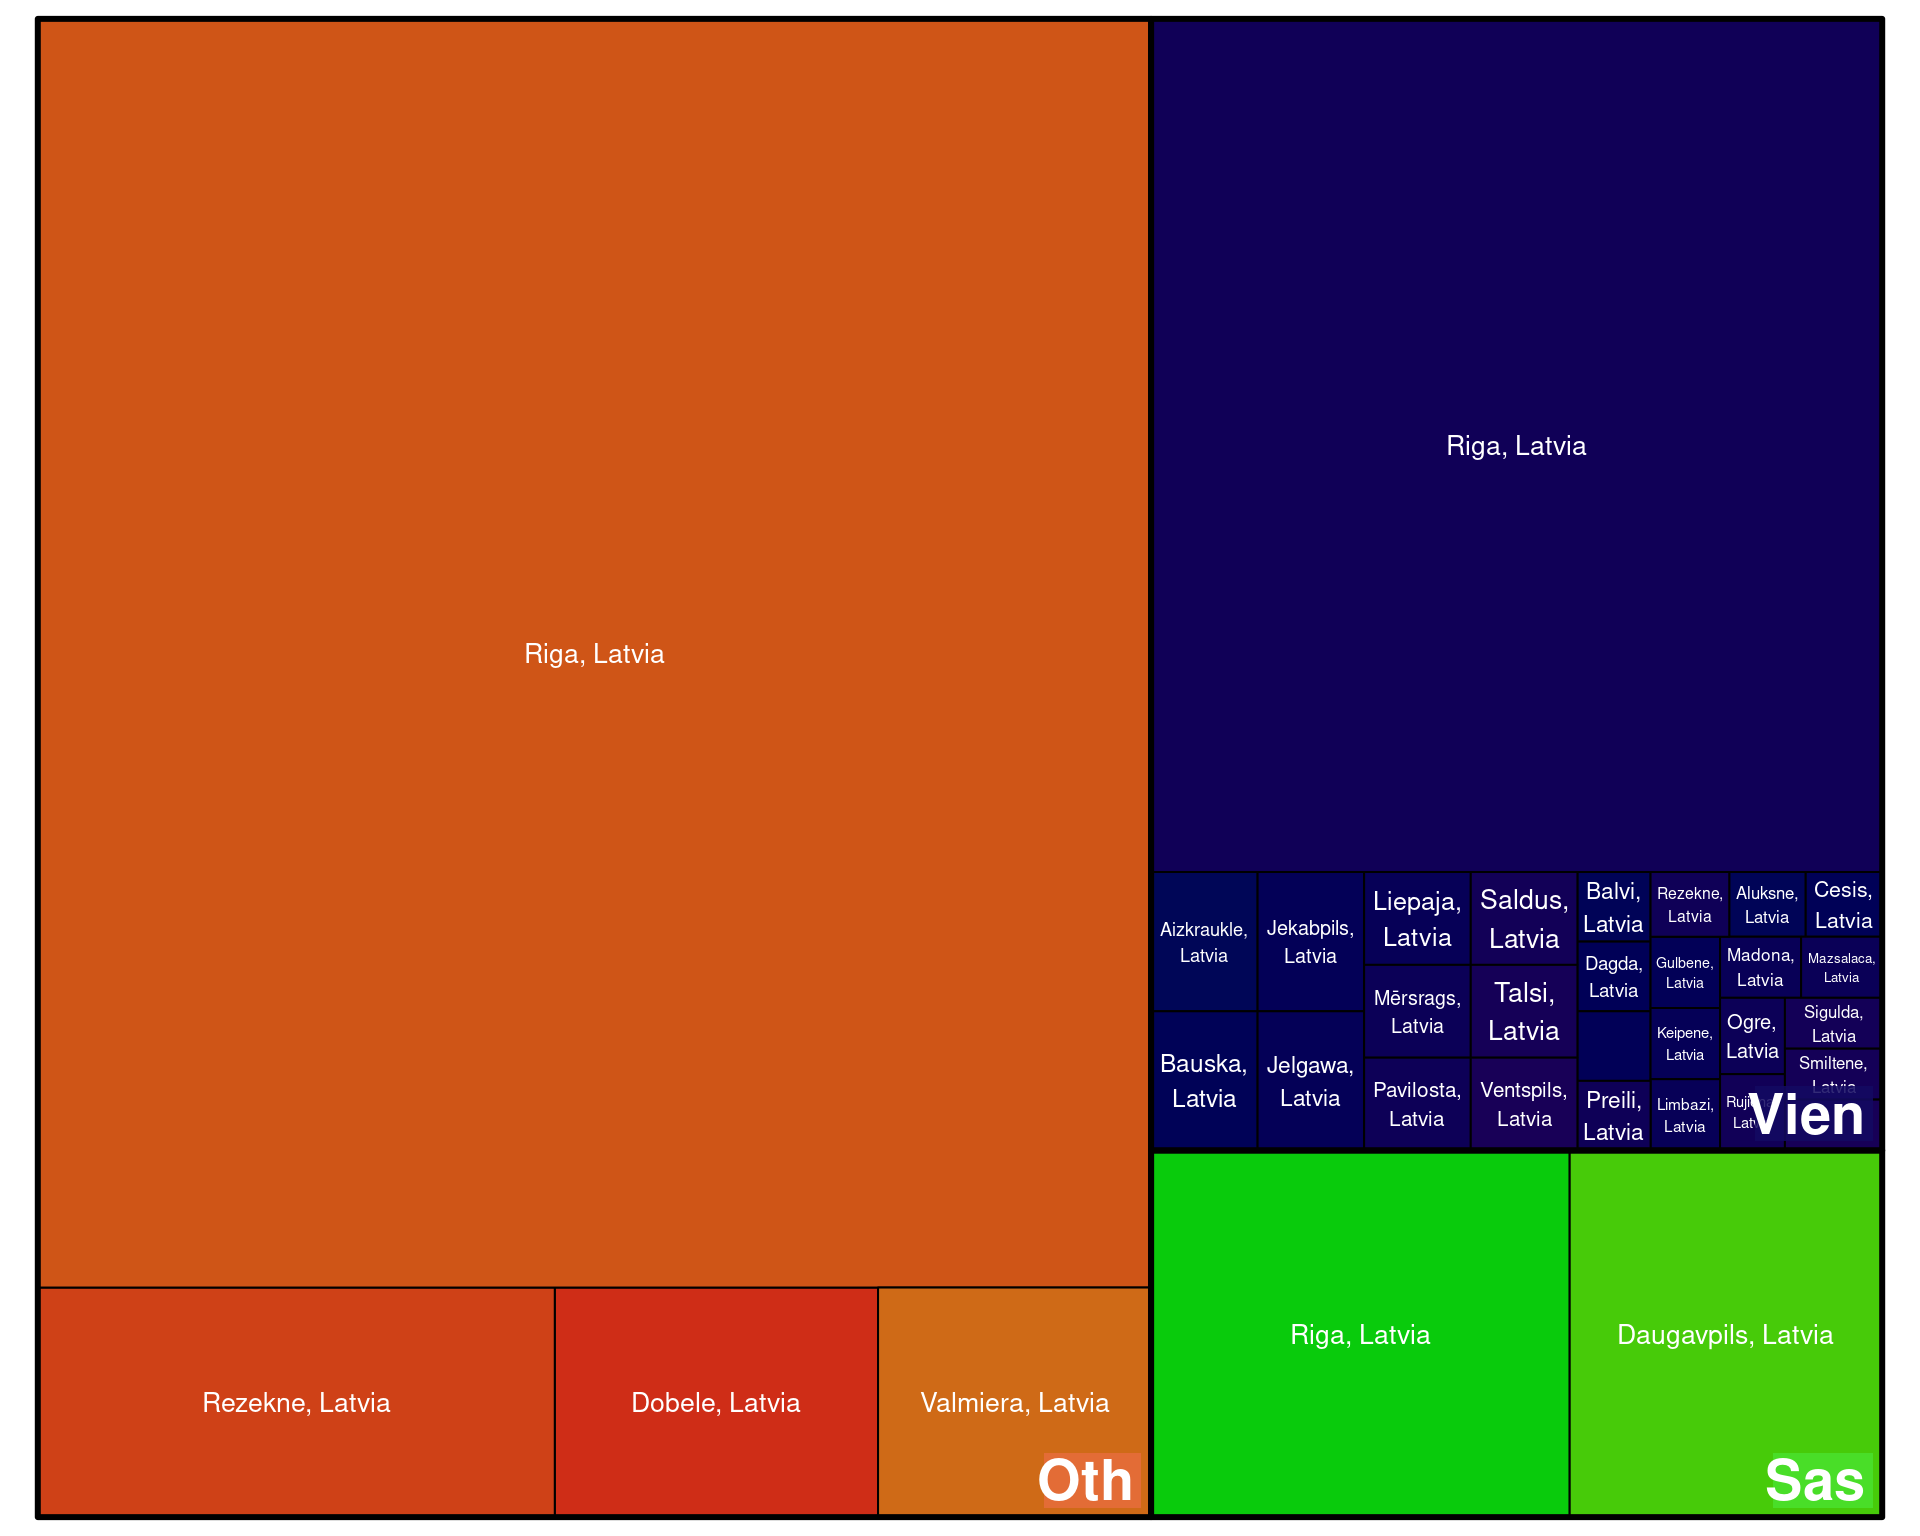 Riga, Latvia
Rezekne, Latvia
Dobele, Latvia
Valmiera, Latvia
Oth
Riga, Latvia
Aizkraukle,
Latvia
Bauska,
Latvia
Jekabpils,
Latvia
Jelgawa,
Latvia
Liepaja,
Latvia
Mērsrags,
Latvia
Pavilosta,
Latvia
Saldus,
Latvia
Talsi,
Latvia
Ventspils,
Latvia
Balvi,
Latvia
Dagda,
Latvia
Preili,
Latvia
Rezekne,
Latvia
Aluksne,
Latvia
Cesis,
Latvia
Gulbene,
Latvia
Keipene,
Latvia
Limbazi,
Latvia
Madona,
Latvia
Mazsalaca,
Latvia
Ogre,
Latvia
Sigulda,
Latvia
Smiltene,
Latvia
Vien
Riga, Latvia
Daugavpils, Latvia
Sas